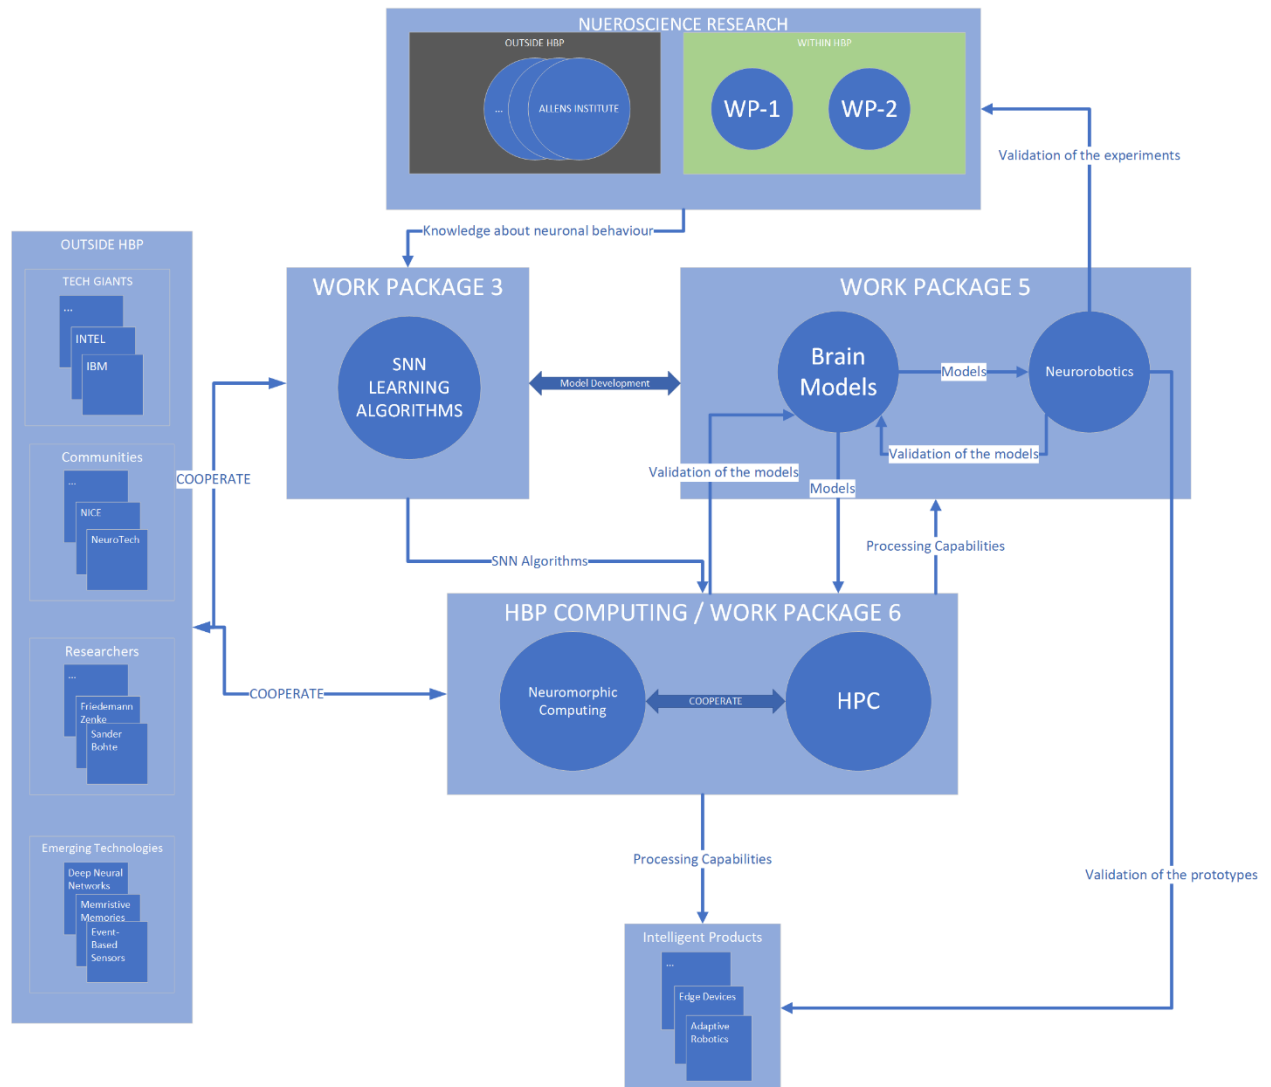 NUEROSCIENCE RESEARCH
OUTSIDE HBP
WITHIN HBP
...
ALLENS INSTITUTE
WP-1
WP-2
Validation of the experiments
Knowledge about neuronal behaviour
OUTSIDE HBP
TECH GIANTS
...
INTEL
IBM
Communities
...
NICE
NeuroTech
Researchers
...
Friedemann
Zenke
Sander
Bohte
Emerging Technologies
Deep Neural
Networks
Memristive
Memories
Event-
Based
Sensors
COOPERATE
COOPERATE
WORK PACKAGE 3
SNN
LEARNING
ALGORITHMS
Model Development
WORK PACKAGE 5
Brain
Models
Models
Neurorobotics
Validation of the models
Validation of the models
Models
Processing Capabilities
SNN Algorithms
HBP COMPUTING / WORK PACKAGE 6
Neuromorphic
Computing
COOPERATE
HPC
Processing Capabilities
Validation of the prototypes
Intelligent Products
...
Edge Devices
Adaptive
Robotics